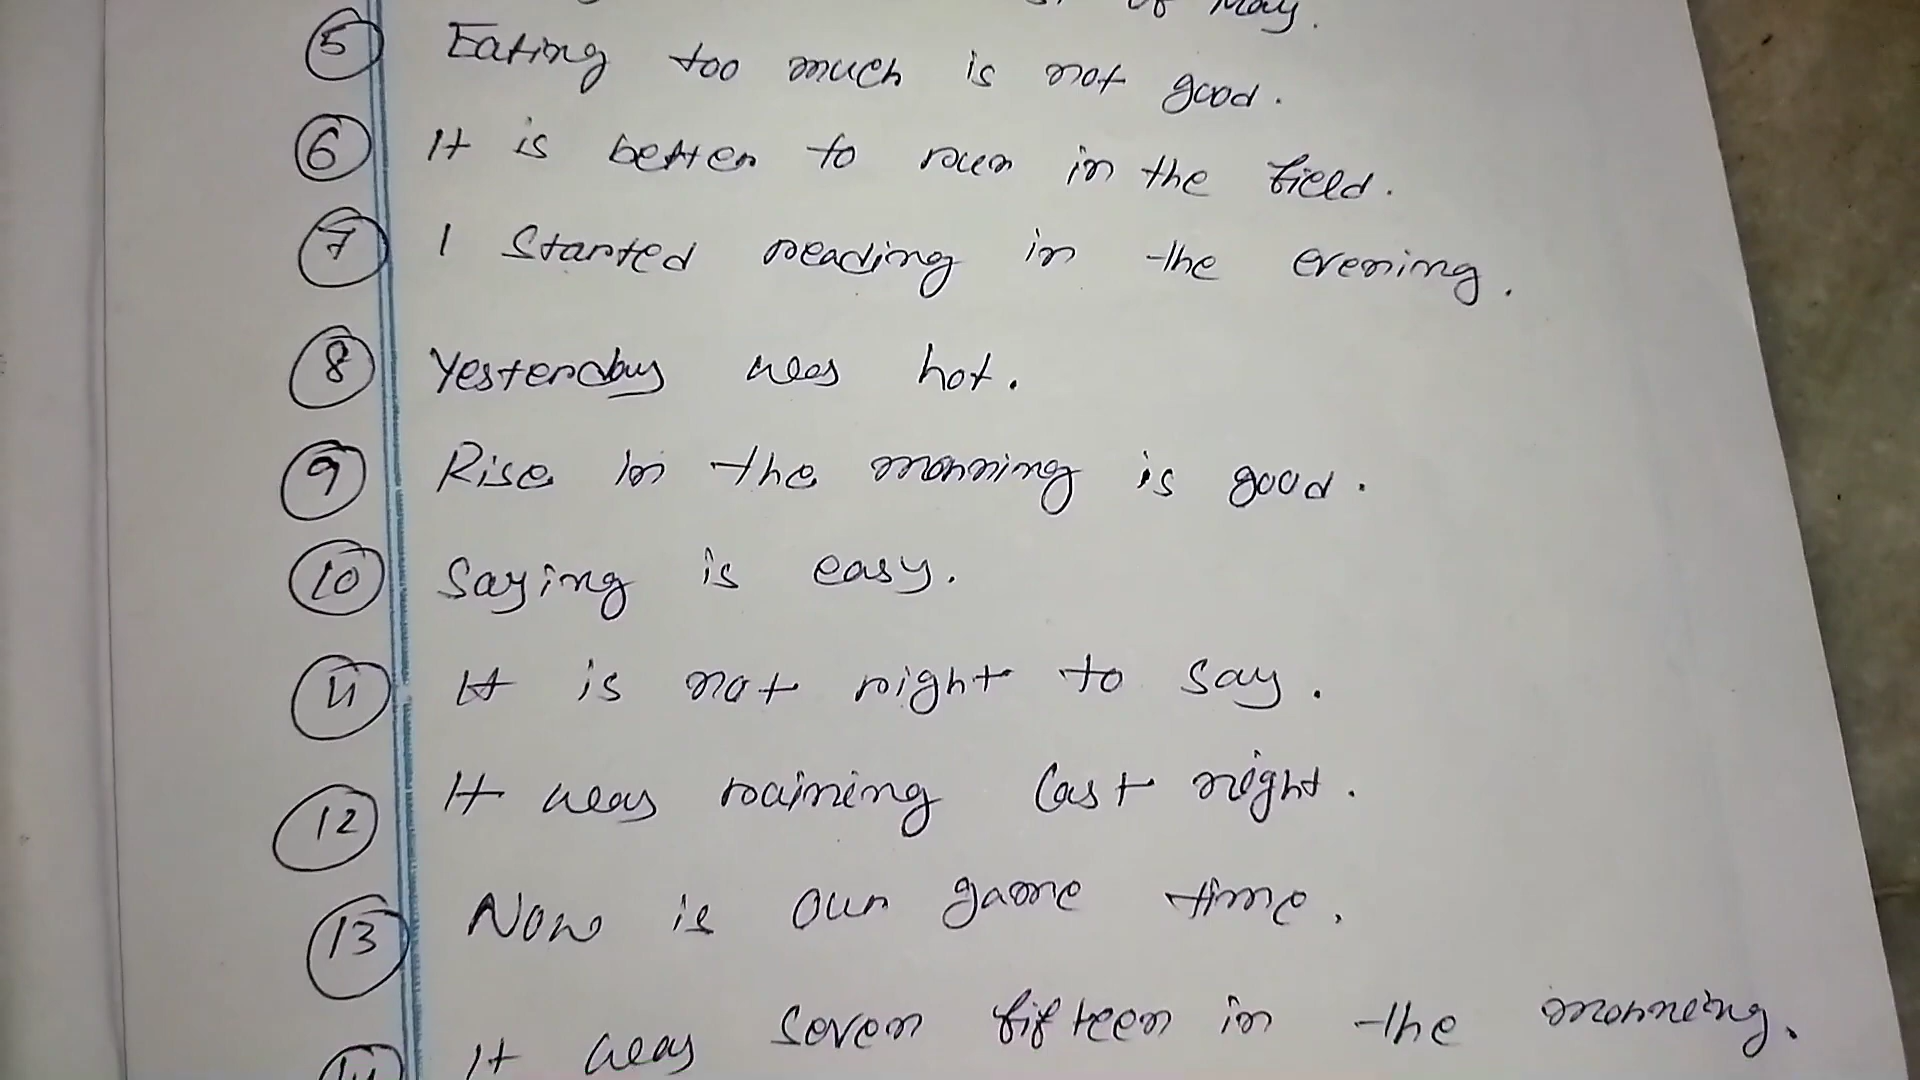 of May.
5 Eating too much is not good.
6 It is better to run in the field.
7 I Started reading in the evening.
8 Yesterday was hot.
9 Rise in the morning is good.
10 Saying is easy.
11 It is not right to say.
12 It was raining last night.
13 Now is our game time.
14 It was seven fifteen in the morning.